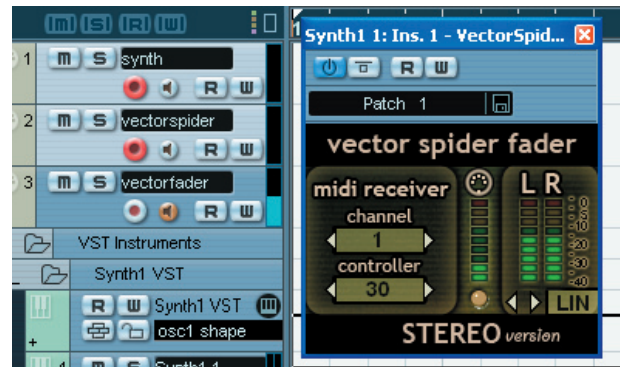 m S R W
1 m S synth
R W
2 m S vectorspider
R W
3 m S vectorfader
R W
VST Instruments
Synth1 VST
R W Synth1 VST
osc1 shape
+
m S Synth1 1
Synth1 1: Ins. 1 - VectorSpid...
R W
Patch 1
vector spider fader
midi receiver
channel
1
controller
30
L R
0
-10
-20
-30
-40
LIN
STEREO version